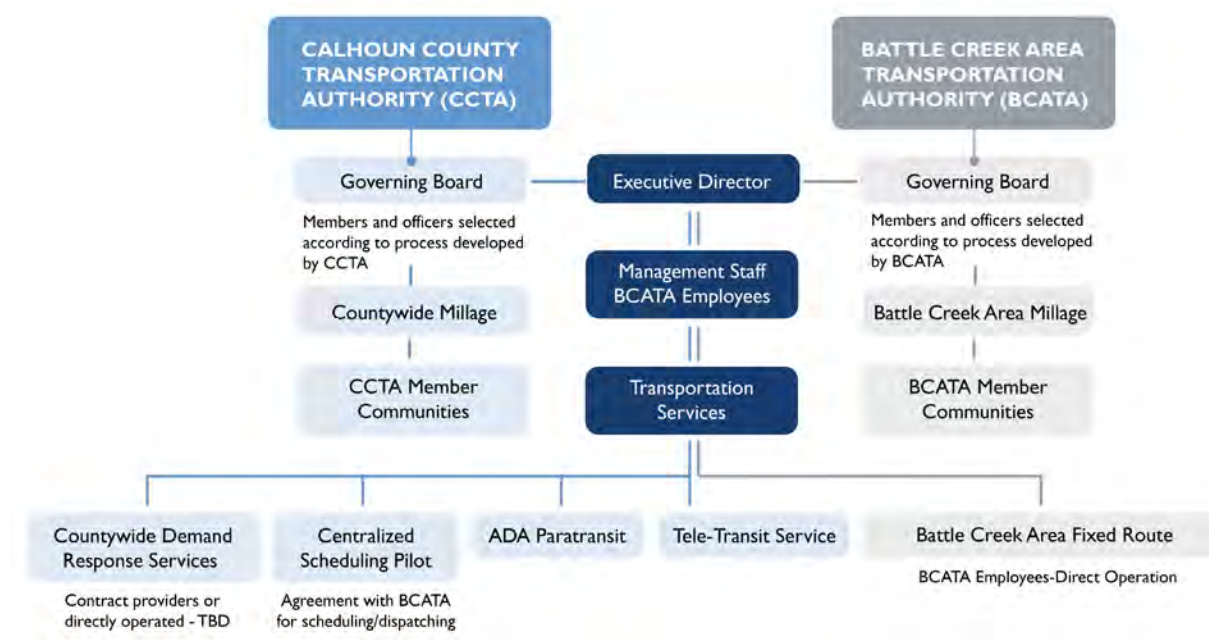 CALHOUN COUNTY
TRANSPORTATION
AUTHORITY (CCTA)
BATTLE CREEK AREA
TRANSPORTATION
AUTHORITY (BCATA)
Governing Board
Executive Director
Governing Board
Members and officers selected
according to process developed
by CCTA
Members and officers selected
according to process developed
by BCATA
Management Staff
BCATA Employees
Countywide Millage
Battle Creek Area Millage
CCTA Member
Communities
Transportation
Services
BCATA Member
Communities
Countywide Demand
Response Services
Contract providers or
directly operated - TBD
Centralized
Scheduling Pilot
Agreement with BCATA
for scheduling/dispatching
ADA Paratransit
Tele-Transit Service
Battle Creek Area Fixed Route
BCATA Employees-Direct Operation